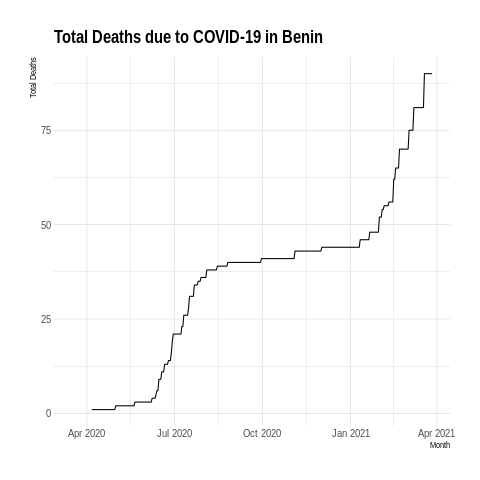 Total Deaths due to COVID-19 in Benin
Total Deaths
75
50
25
0
Apr 2020 Jul 2020 Oct 2020 Jan 2021 Apr 2021
Month